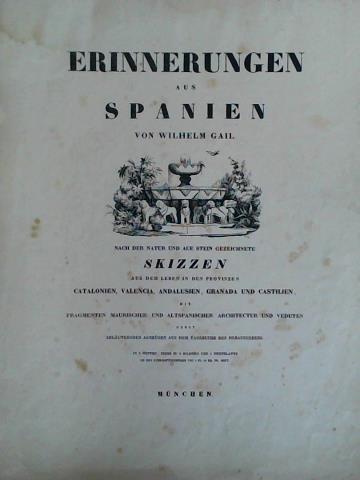 ERINNERUNGEN
AUS
SPANIEN
VON WILHELM GAIL
NACH DER NATUR UND AUF STEIN GEZEICHNETE
SKIZZEN
AUS DEM LEBEN IN DEN PROVINZEN
CATALONIEN, VALENCIA, ANDALUSIEN, GRANADA UND CASTILIEN,
MIT
FRAGMENTEN MAURISCHER UND ALTSPANISCHER ARCHITECTUR UND VEDUTEN
NEBST
ERLÄUTERNDEN AUSZÜGEN AUS DEM TAGEBUCHE DES HERAUSGEBERS.
MÜNCHEN.